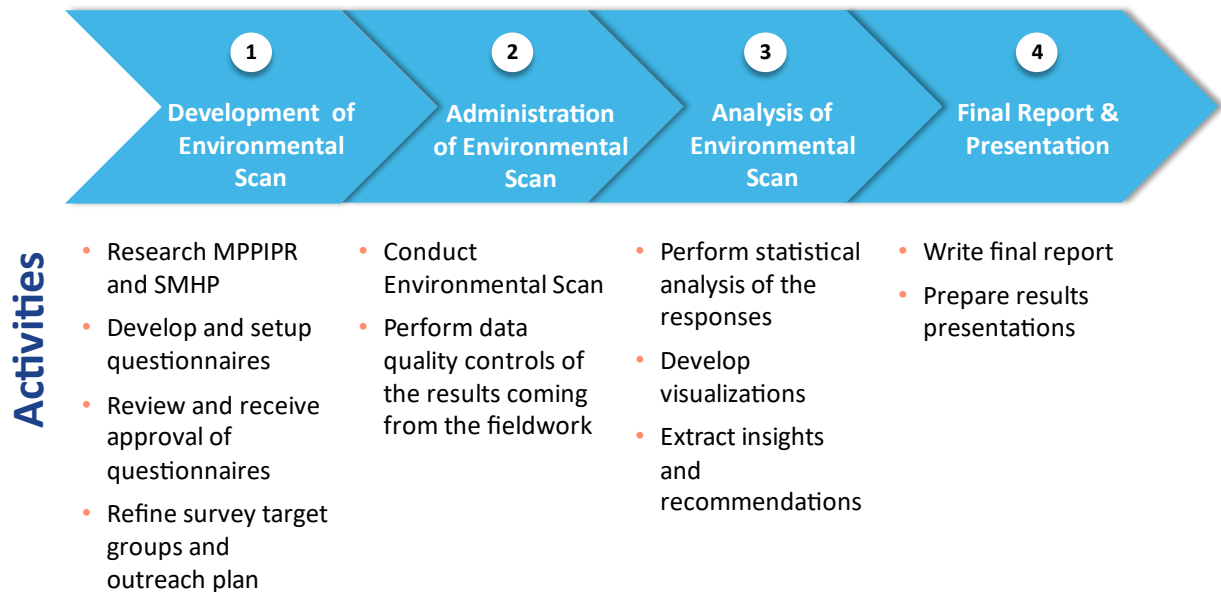 1
Development of
Environmental
Scan
2
Administration
of Environmental
Scan
3
Analysis of
Environmental
Scan
4
Final Report &
Presentation
Activities
• Research MPPIPR
and SMHP
• Develop and setup
questionnaires
• Review and receive
approval of
questionnaires
• Refine survey target
groups and
outreach plan
• Conduct
Environmental Scan
• Perform data
quality controls of
the results coming
from the fieldwork
• Perform statistical
analysis of the
responses
• Develop
visualizations
• Extract insights
and
recommendations
• Write final report
• Prepare results
presentations